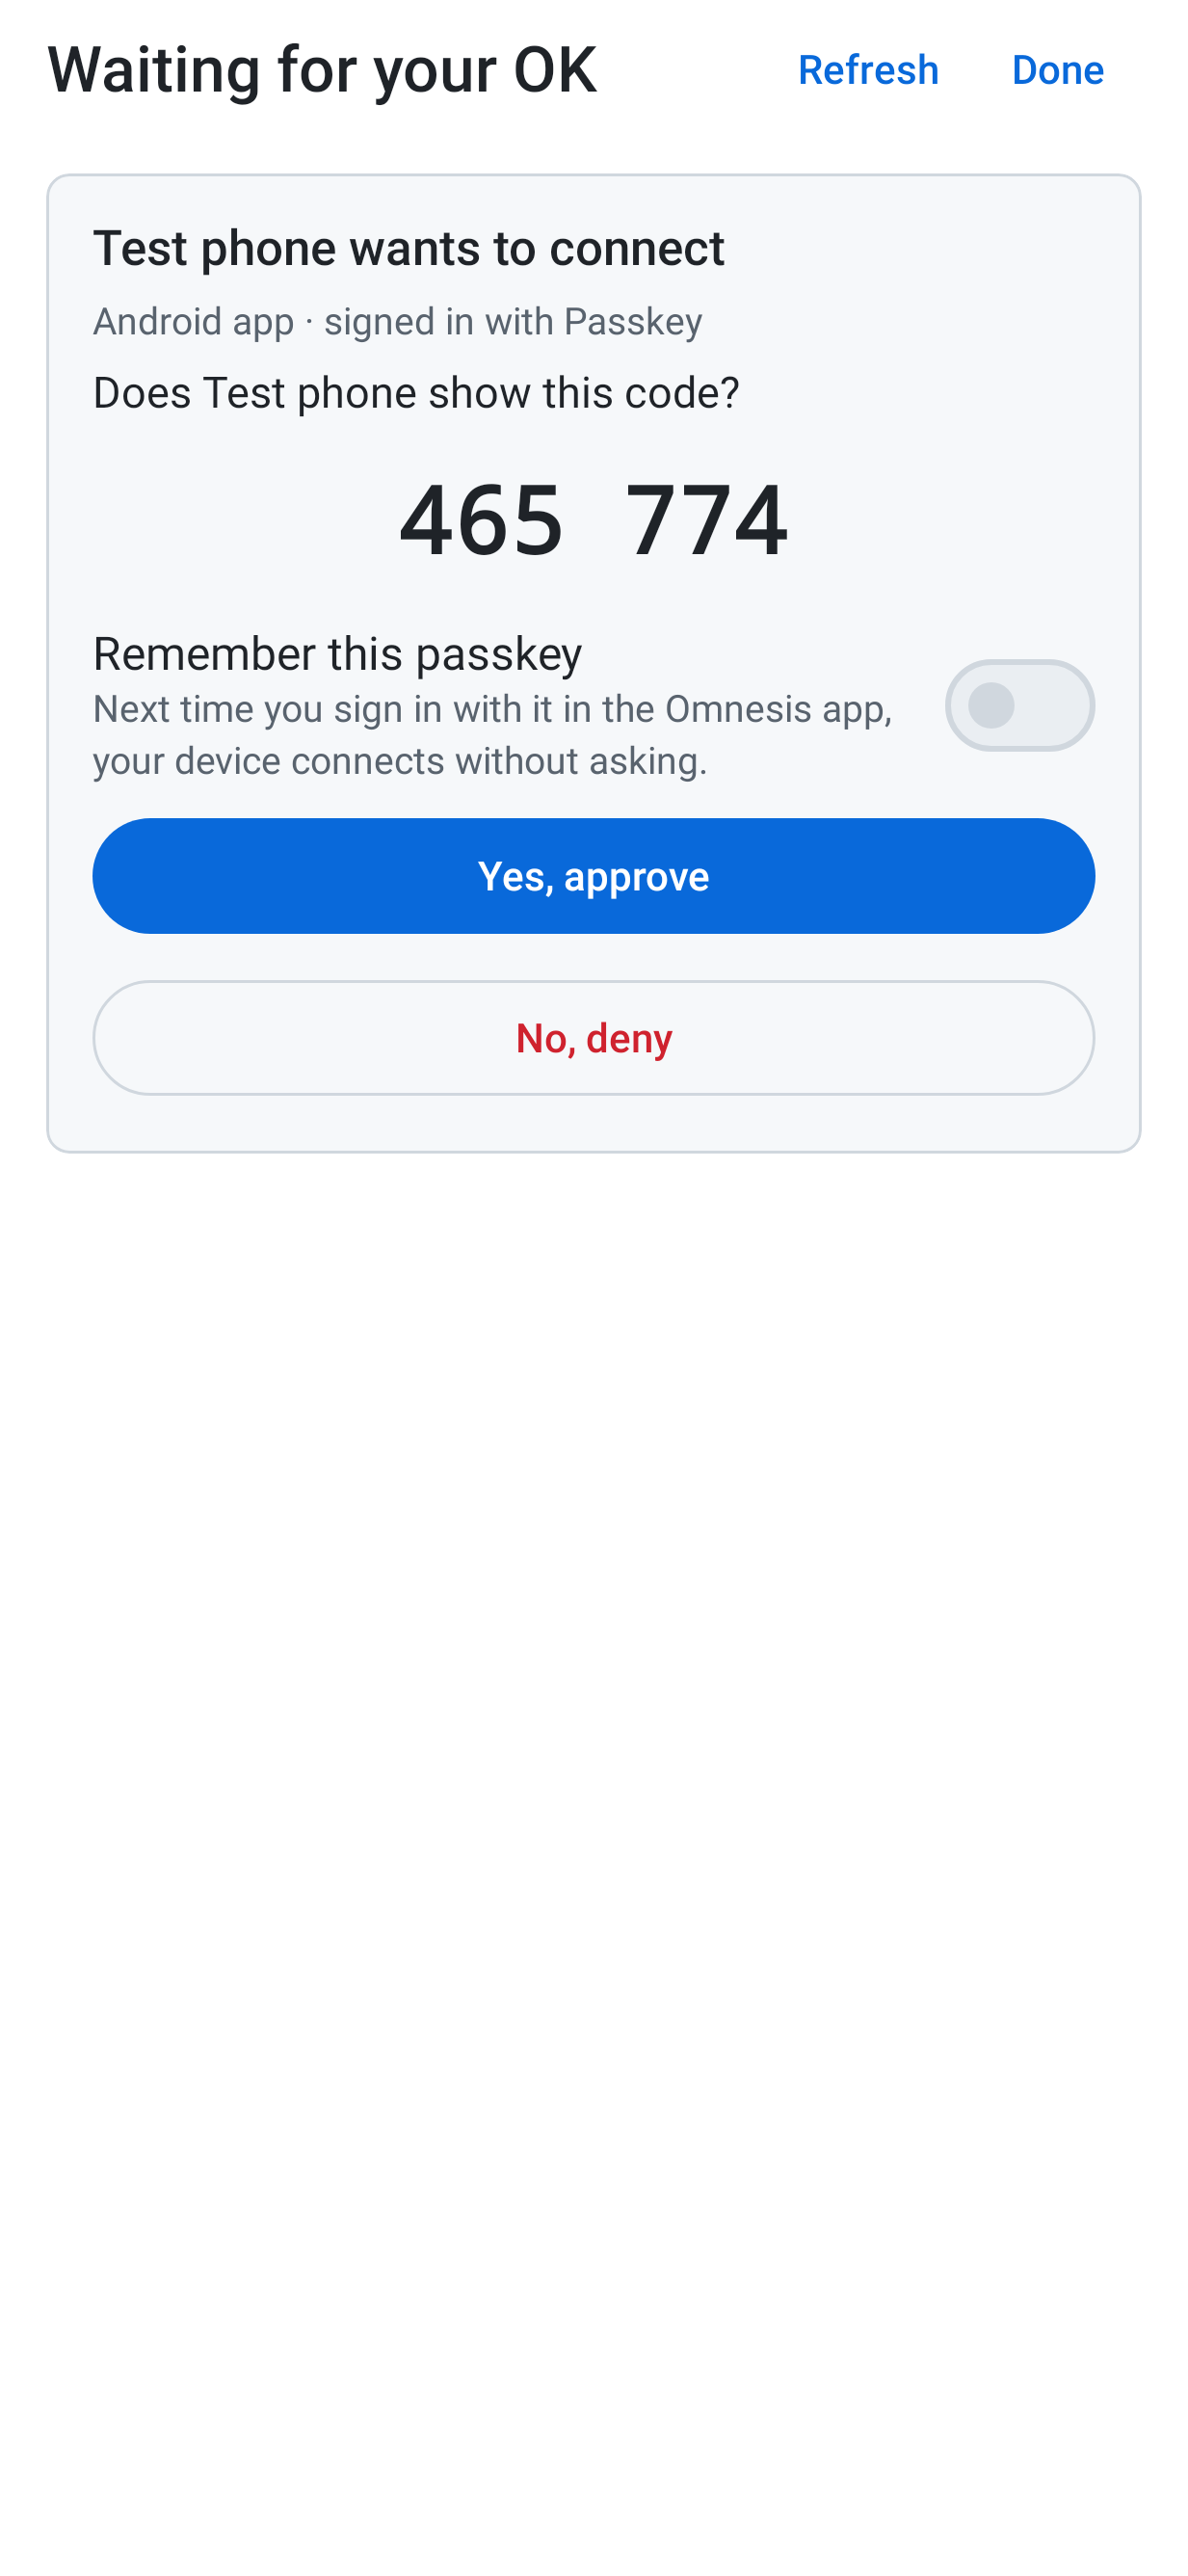 Waiting for your OK
Refresh
Done
Test phone wants to connect
Android app · signed in with Passkey
Does Test phone show this code?
465 774
Remember this passkey
Next time you sign in with it in the Omnesis app,
your device connects without asking.
Yes, approve
No, deny